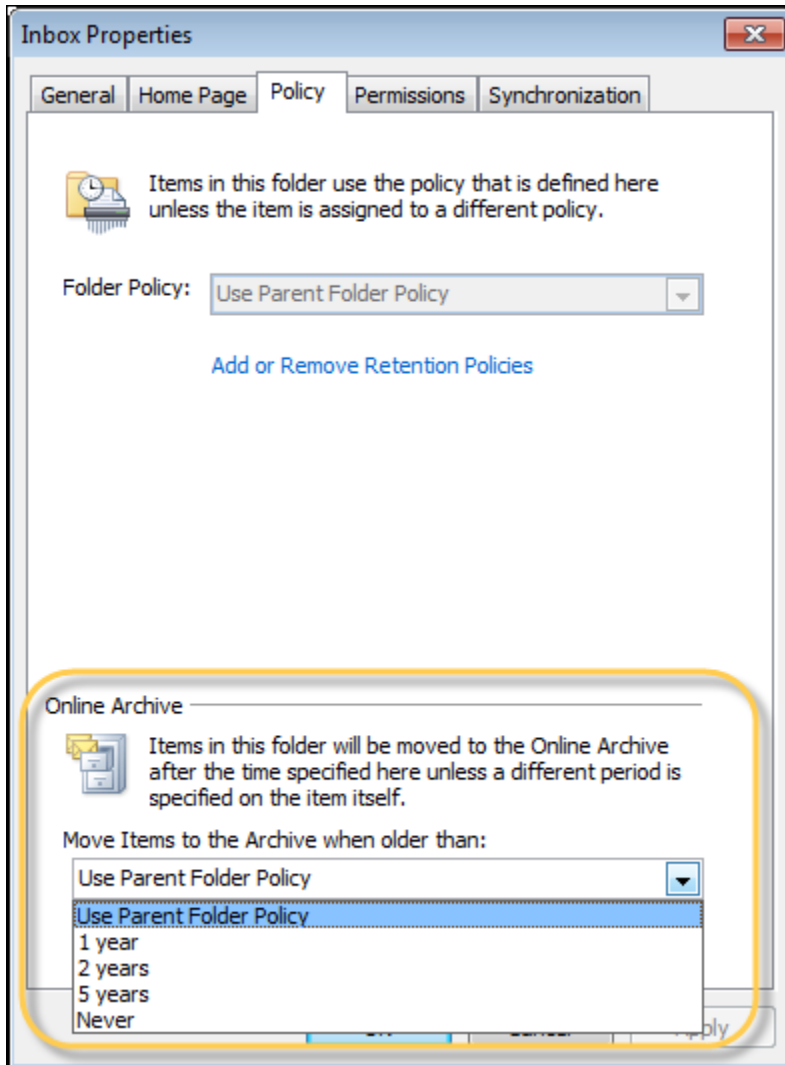 Inbox Properties
General Home Page Policy Permissions Synchronization
Items in this folder use the policy that is defined here
unless the item is assigned to a different policy.
Folder Policy: Use Parent Folder Policy
Add or Remove Retention Policies
Online Archive
Items in this folder will be moved to the Online Archive
after the time specified here unless a different period is
specified on the item itself.
Move Items to the Archive when older than:
Use Parent Folder Policy
Use Parent Folder Policy
1 year
2 years
5 years
Never
Apply